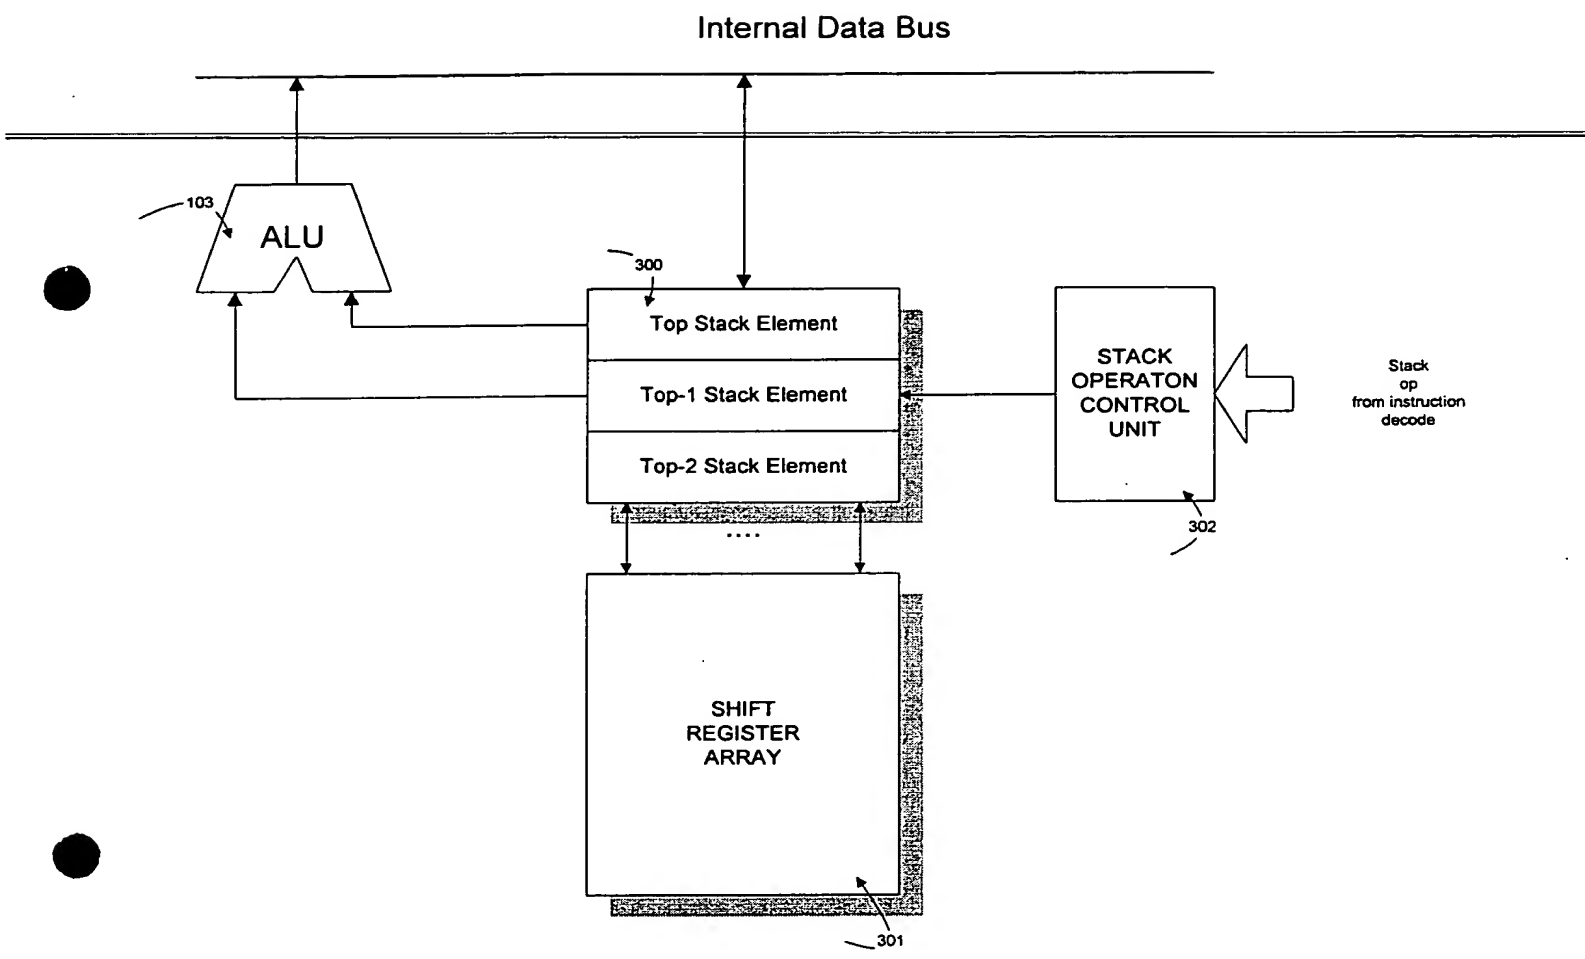 Internal Data Bus
103
ALU
300
Top Stack Element
Top-1 Stack Element
Top-2 Stack Element
....
STACK
OPERATON
CONTROL
UNIT
302
Stack
op
from instruction
decode
SHIFT
REGISTER
ARRAY
301